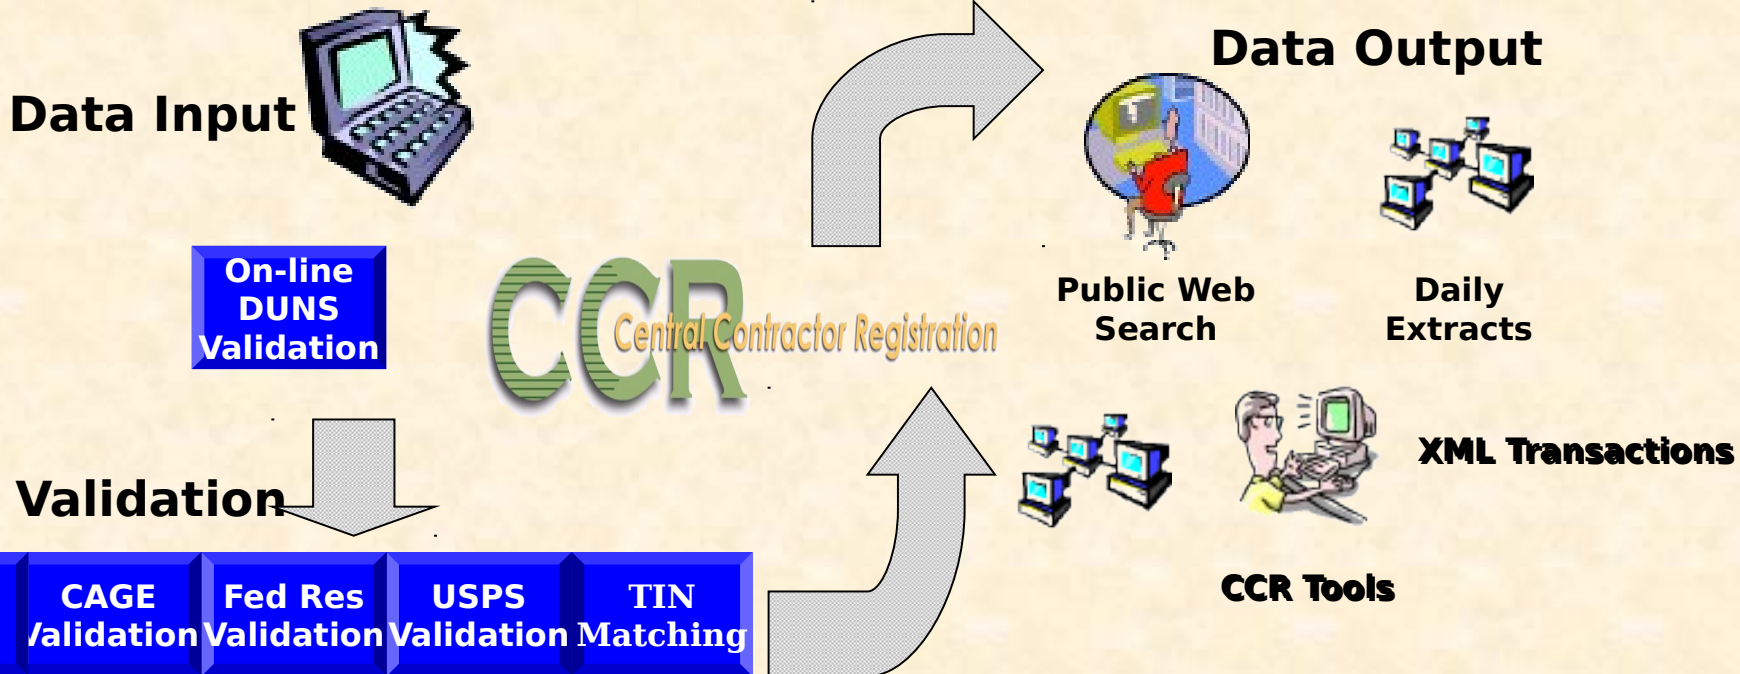 Data Input
On-line
DUNS
Validation
Validation
CAGE
Validation
Fed Res
Validation
USPS
Validation
TIN
Matching
CCR
Central Contractor Registration
Data Output
Public Web
Search
Daily
Extracts
XML Transactions
CCR Tools